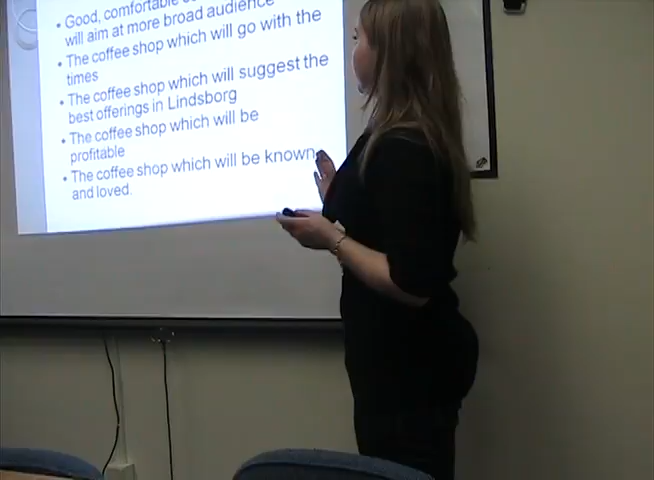 • Good, comfortable
will aim at more broad audience
• The coffee shop which will go with the
times
• The coffee shop which will suggest the
best offerings in Lindsborg
• The coffee shop which will be
profitable
• The coffee shop which will be known
and loved.